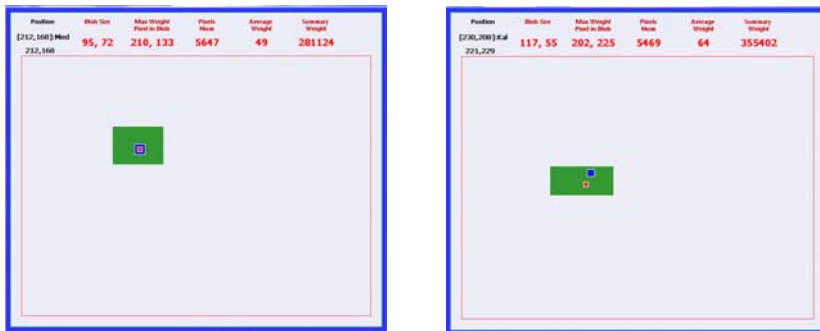 Position Blob Size Max Weight Pixels Average Summary
Pixel in Blob Num Weight Weight
[212,168]:Med
95, 72 210, 133 5647 49 281124
212,168
Position Blob Size Max Weight Pixels Average Summary
Pixel in Blob Num Weight Weight
[230,208]:Kal
117, 55 202, 225 5469 64 355402
221,229